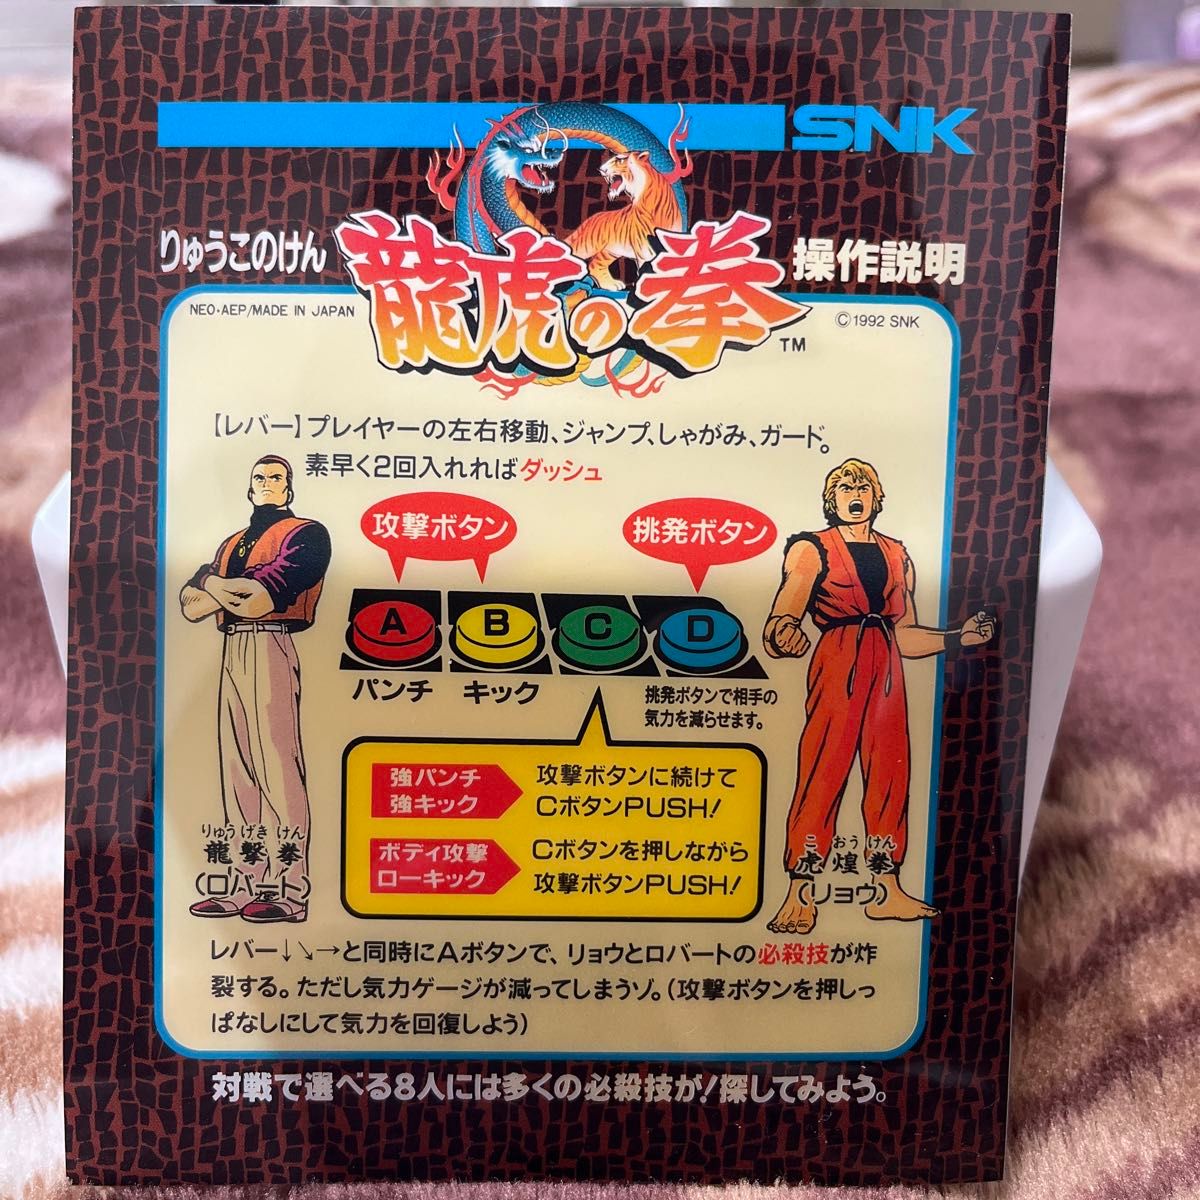 SNK
りゅうこのけん
龍虎の拳
TM
操作説明
NEO・AEP/MADE IN JAPAN
©1992 SNK
【レバー】プレイヤーの左右移動、ジャンプ、しゃがみ、ガード。
素早く2回入れればダッシュ
攻撃ボタン
挑発ボタン
A B C D
パンチ キック
挑発ボタンで相手の
気力を減らせます。
強パンチ
強キック
攻撃ボタンに続けて
CボタンPUSH!
ボディ攻撃
ローキック
Cボタンを押しながら
攻撃ボタンPUSH!
りゅう げき けん
龍撃拳
(ロバート)
こ おう けん
虎煌拳
(リョウ)
レバー↓↘→と同時にAボタンで、リョウとロバートの必殺技が炸
裂する。ただし気力ゲージが減ってしまうゾ。(攻撃ボタンを押しっ
ぱなしにして気力を回復しよう)
対戦で選べる8人には多くの必殺技が!探してみよう。